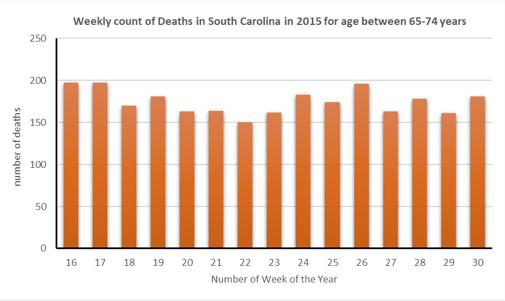 Weekly count of Deaths in South Carolina in 2015 for age between 65-74 years
250
200
150
100
50
0
number of deaths
16 17 18 19 20 21 22 23 24 25 26 27 28 29 30
Number of Week of the Year